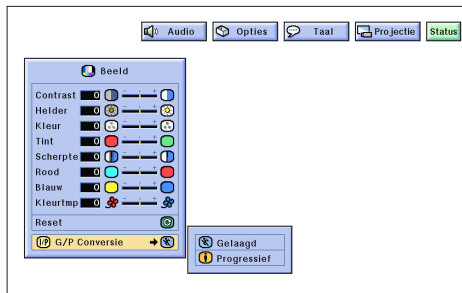 Audio Opties Taal Projectie Status
Beeld
Contrast 0
Helder 0
Kleur 0
Tint 0
Scherpte 0
Rood 0
Blauw 0
Kleurtmp 0
Reset
I/P G/P Conversie
Gelaagd
Progressief